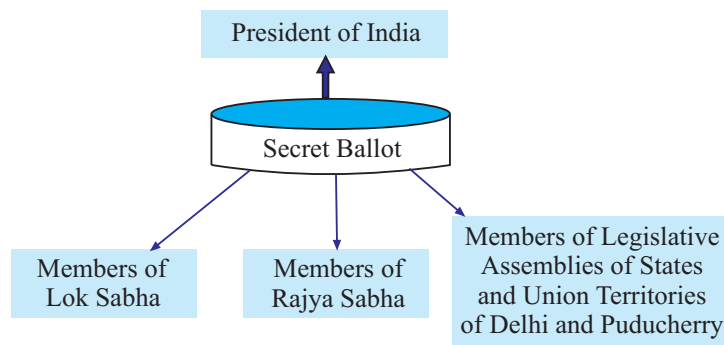 President of India
Secret Ballot
Members of
Lok Sabha
Members of
Rajya Sabha
Members of Legislative
Assemblies of States
and Union Territories
of Delhi and Puducherry